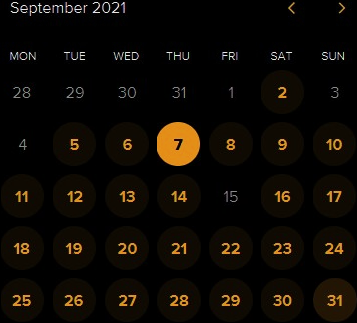 September 2021
MON TUE WED THU FRI SAT SUN
28 29 30 31 1 2 3
4 5 6 7 8 9 10
11 12 13 14 15 16 17
18 19 20 21 22 23 24
25 26 27 28 29 30 31